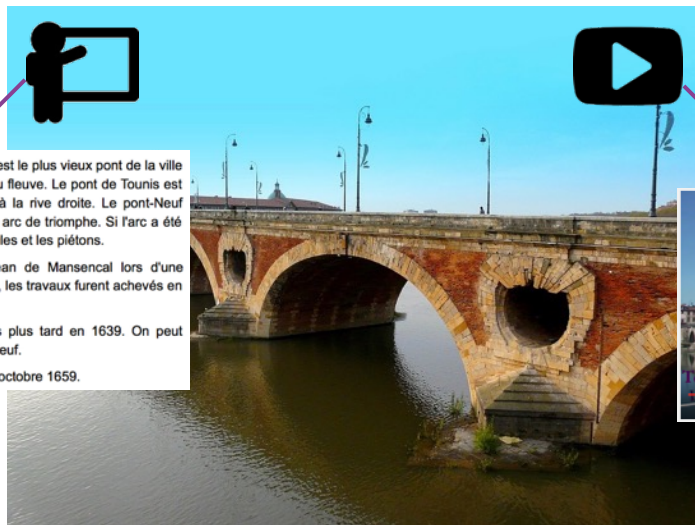 est le plus vieux pont de la ville
u fleuve. Le pont de Tounis est
à la rive droite. Le pont-Neuf
arc de triomphe. Si l'arc a été
les et les piétons.
ean de Mansencal lors d'une
, les travaux furent achevés en
s plus tard en 1639. On peut
euf.
octobre 1659.